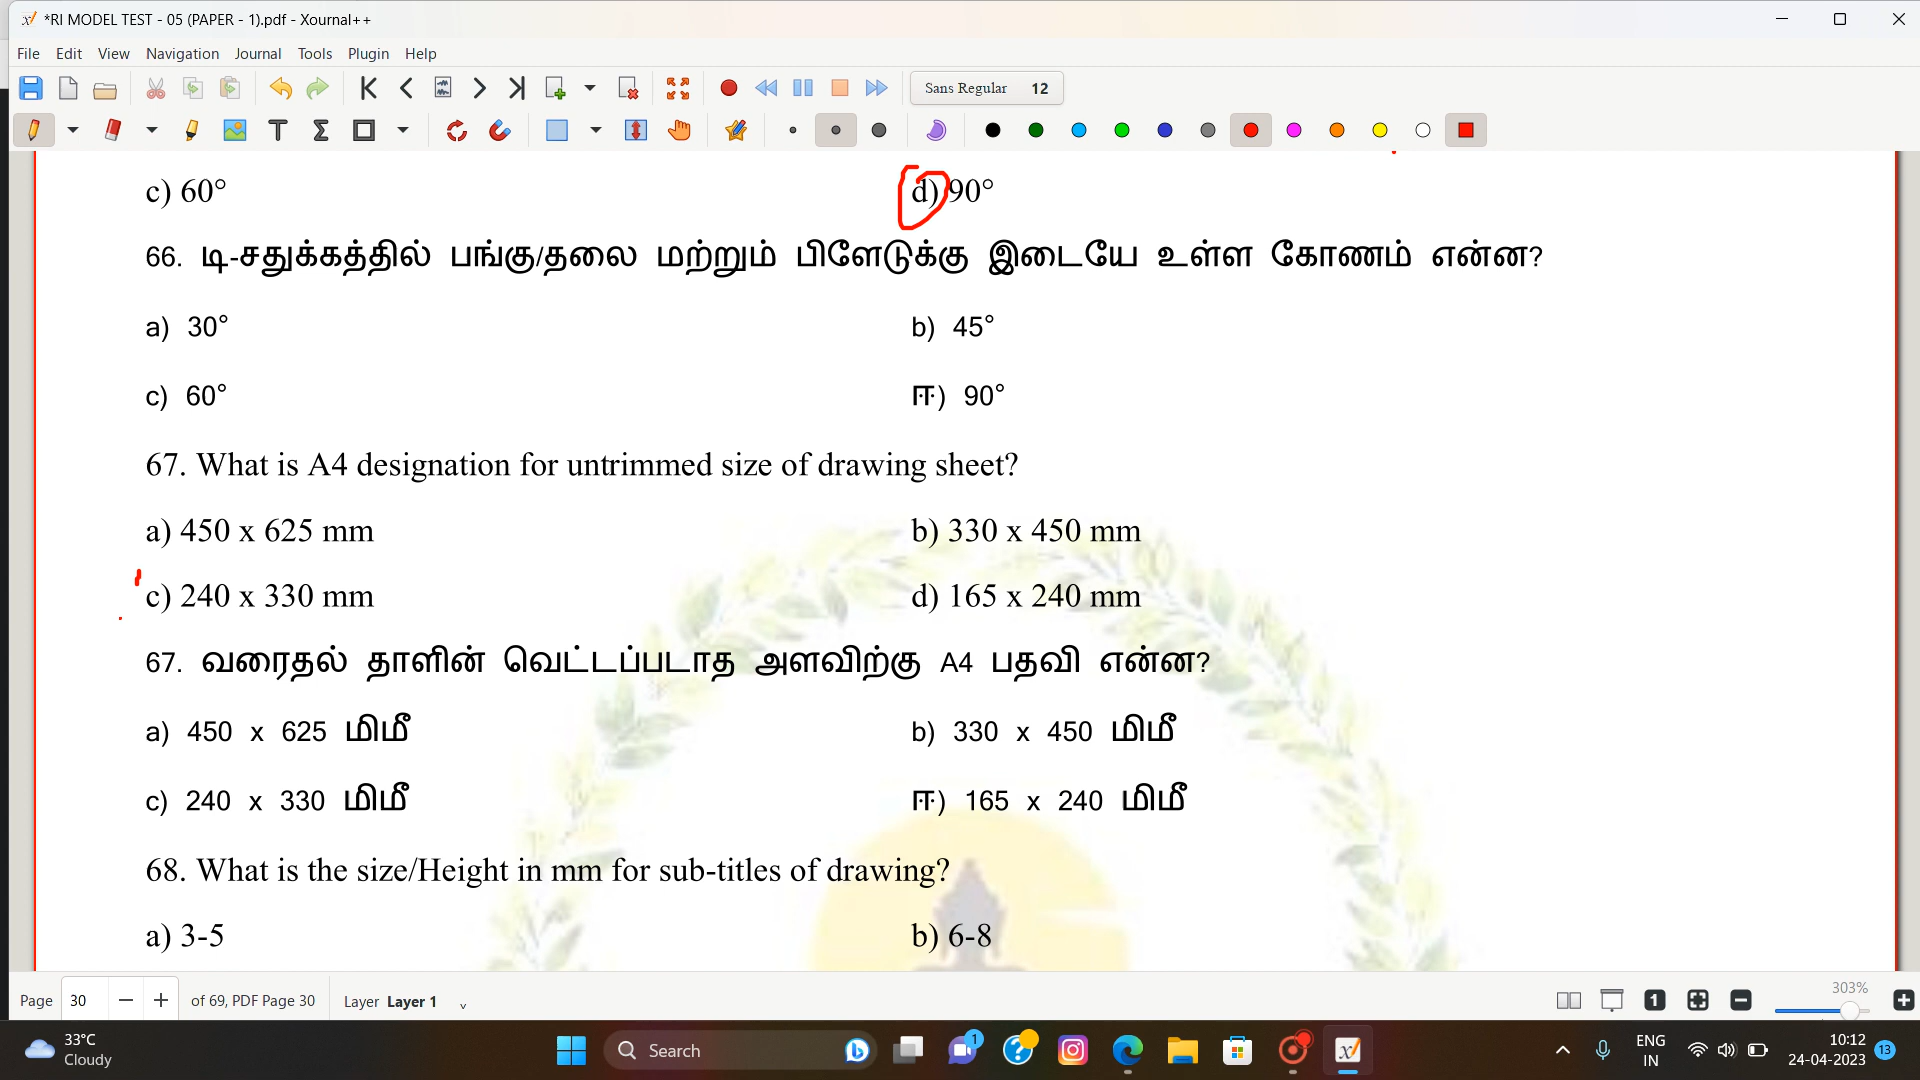 *RI MODEL TEST - 05 (PAPER - 1).pdf - Xournal++
File Edit View Navigation Journal Tools Plugin Help
Sans Regular 12
c) 60° d) 90°
66. டி-சதுக்கத்தில் பங்கு/தலை மற்றும் பிளேடுக்கு இடையே உள்ள கோணம் என்ன?
a) 30° b) 45°
c) 60° ஈ) 90°
67. What is A4 designation for untrimmed size of drawing sheet?
a) 450 x 625 mm b) 330 x 450 mm
c) 240 x 330 mm d) 165 x 240 mm
67. வரைதல் தாளின் வெட்டப்படாத அளவிற்கு A4 பதவி என்ன?
a) 450 x 625 மிமீ b) 330 x 450 மிமீ
c) 240 x 330 மிமீ ஈ) 165 x 240 மிமீ
68. What is the size/Height in mm for sub-titles of drawing?
a) 3-5 b) 6-8
Page 30 of 69, PDF Page 30 Layer Layer 1 303%
33°C
Cloudy
Search
1
ENG
IN
10:12
24-04-2023
13